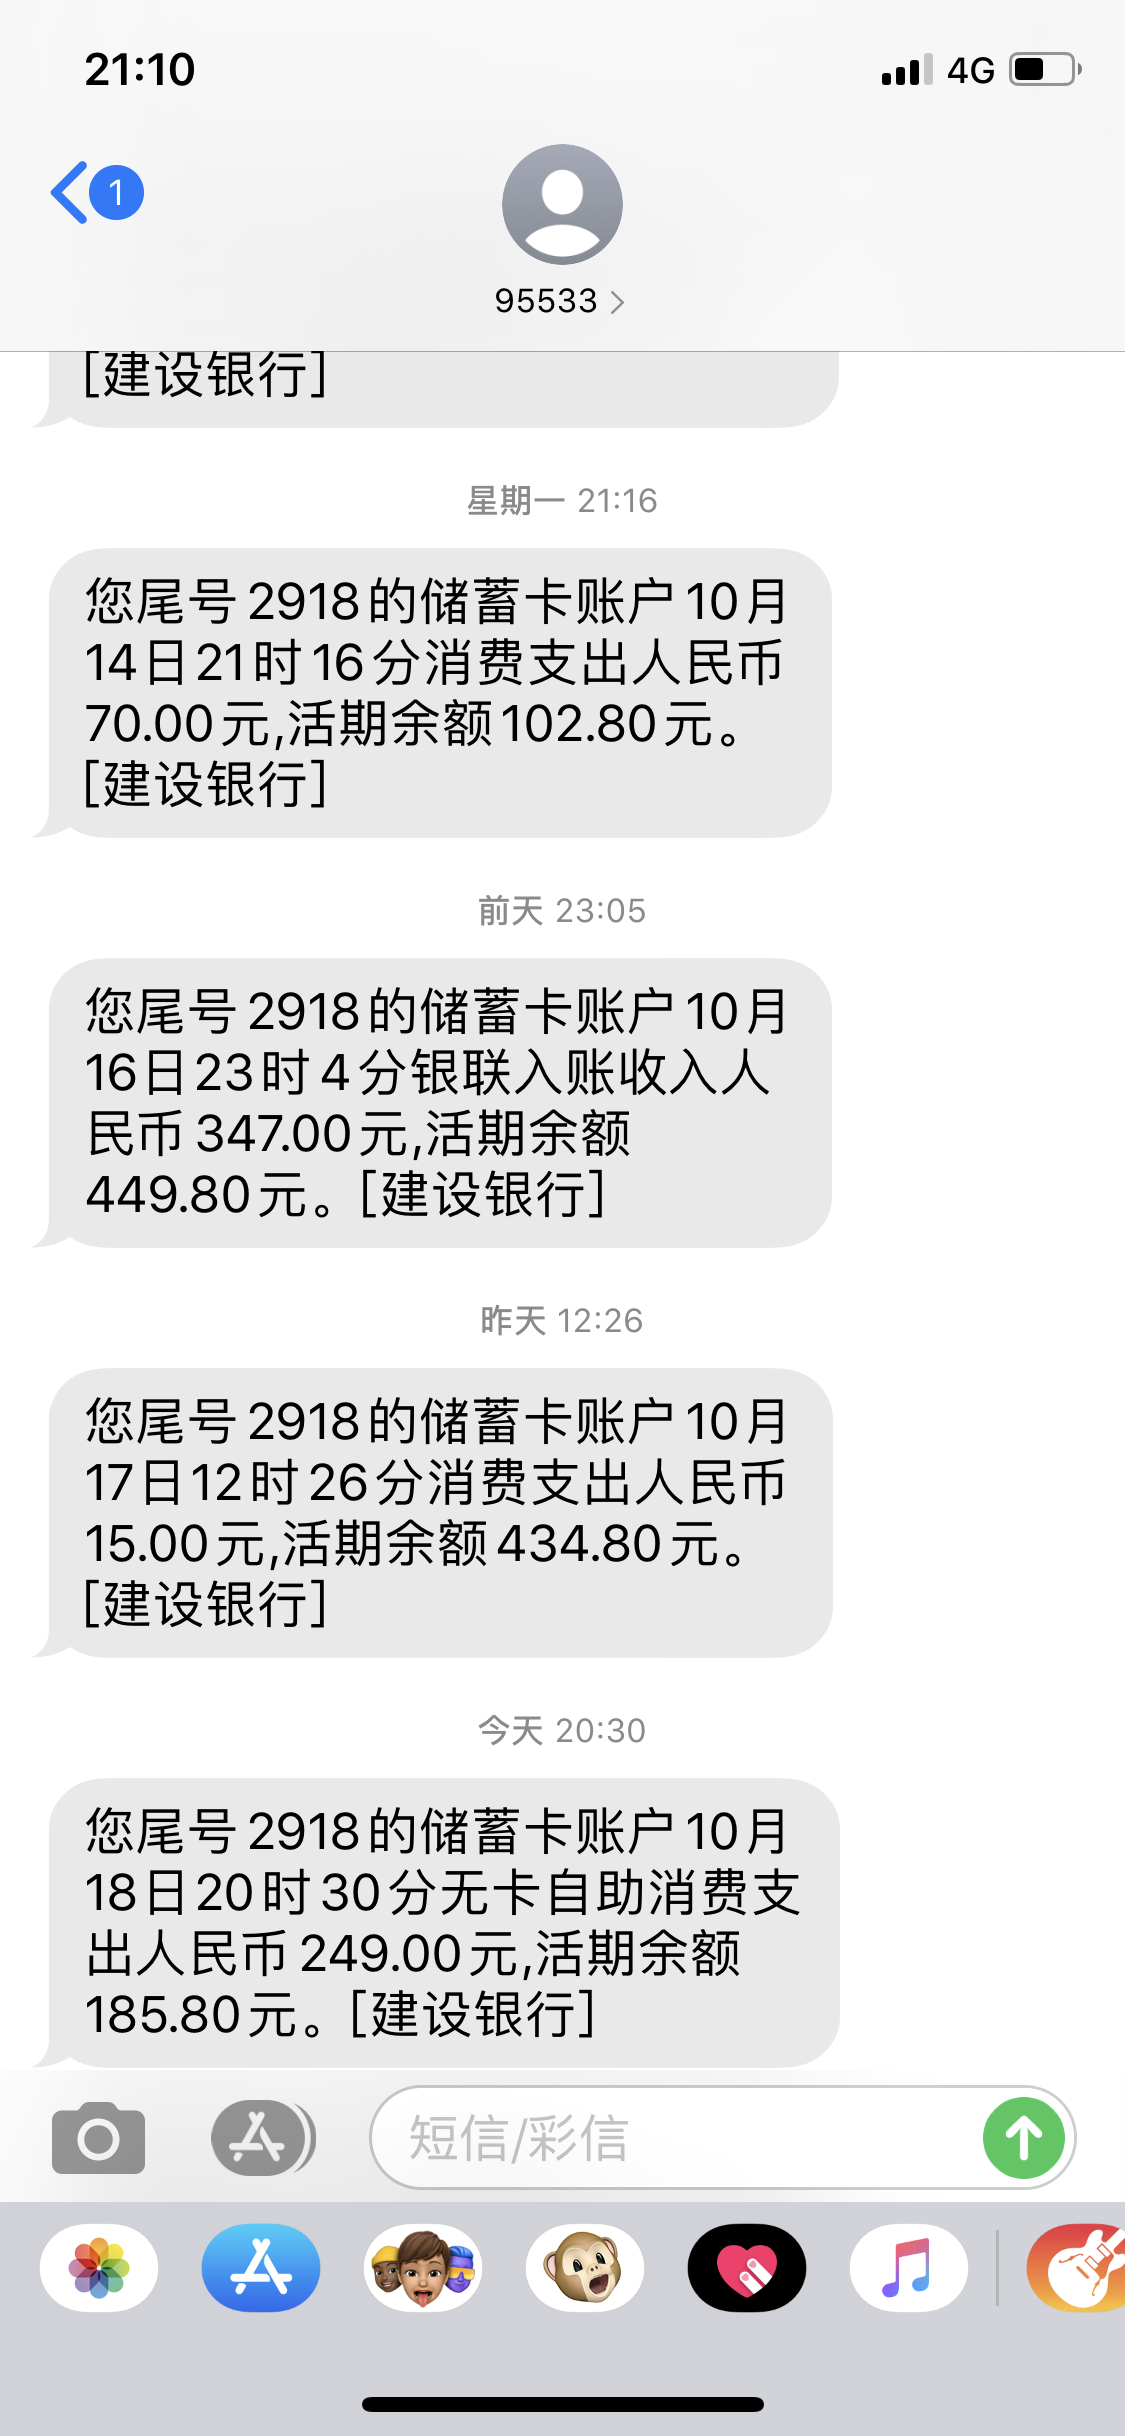 21:10
4G
1
95533
[建设银行]
星期一 21:16
您尾号2918的储蓄卡账户10月
14日21时16分消费支出人民币
70.00元,活期余额102.80元。
[建设银行]
前天 23:05
您尾号2918的储蓄卡账户10月
16日23时4分银联入账收入人
民币347.00元,活期余额
449.80元。[建设银行]
昨天 12:26
您尾号2918的储蓄卡账户10月
17日12时26分消费支出人民币
15.00元,活期余额434.80元。
[建设银行]
今天 20:30
您尾号2918的储蓄卡账户10月
18日20时30分无卡自助消费支
出人民币249.00元,活期余额
185.80元。[建设银行]
短信/彩信